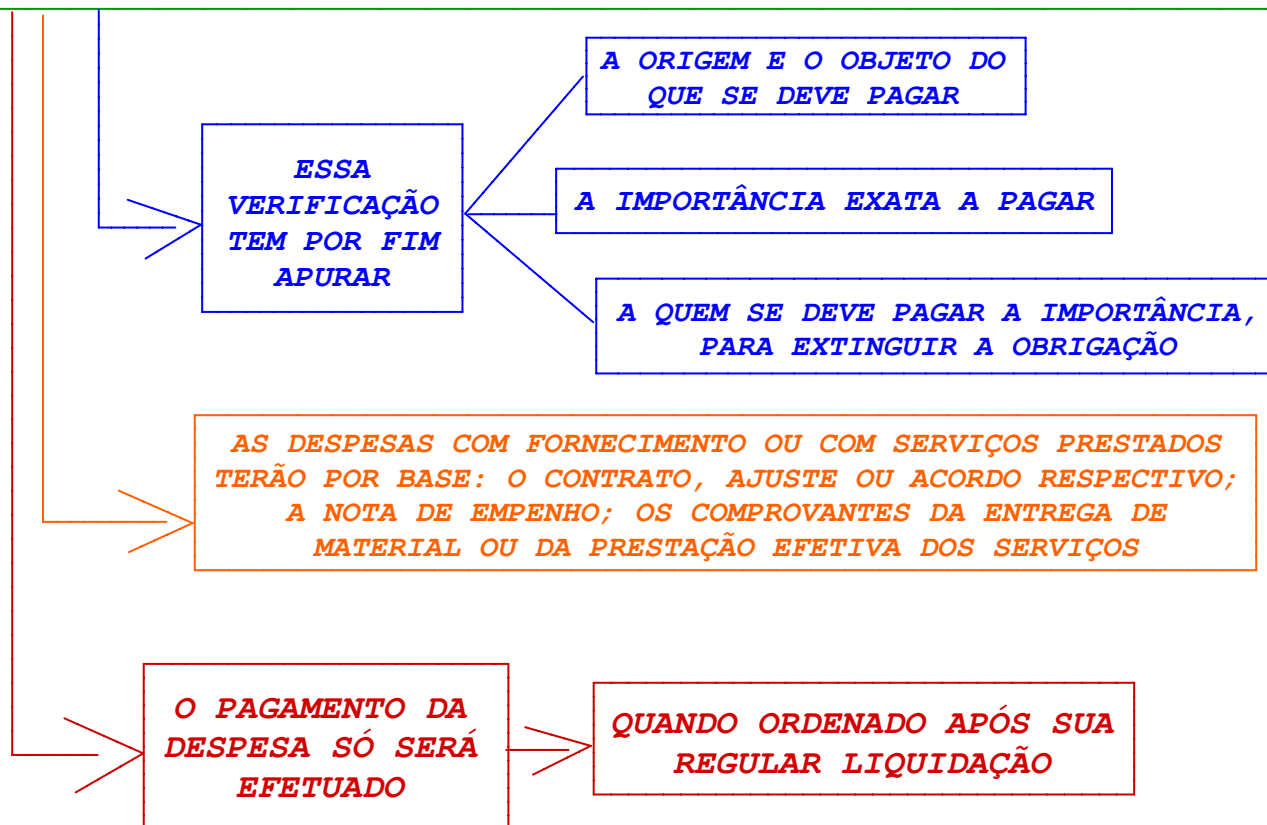 A ORIGEM E O OBJETO DO
QUE SE DEVE PAGAR
ESSA
VERIFICAÇÃO
TEM POR FIM
APURAR
A IMPORTÂNCIA EXATA A PAGAR
A QUEM SE DEVE PAGAR A IMPORTÂNCIA,
PARA EXTINGUIR A OBRIGAÇÃO
AS DESPESAS COM FORNECIMENTO OU COM SERVIÇOS PRESTADOS
TERÃO POR BASE: O CONTRATO, AJUSTE OU ACORDO RESPECTIVO;
A NOTA DE EMPENHO; OS COMPROVANTES DA ENTREGA DE
MATERIAL OU DA PRESTAÇÃO EFETIVA DOS SERVIÇOS
O PAGAMENTO DA
DESPESA SÓ SERÁ
EFETUADO
QUANDO ORDENADO APÓS SUA
REGULAR LIQUIDAÇÃO